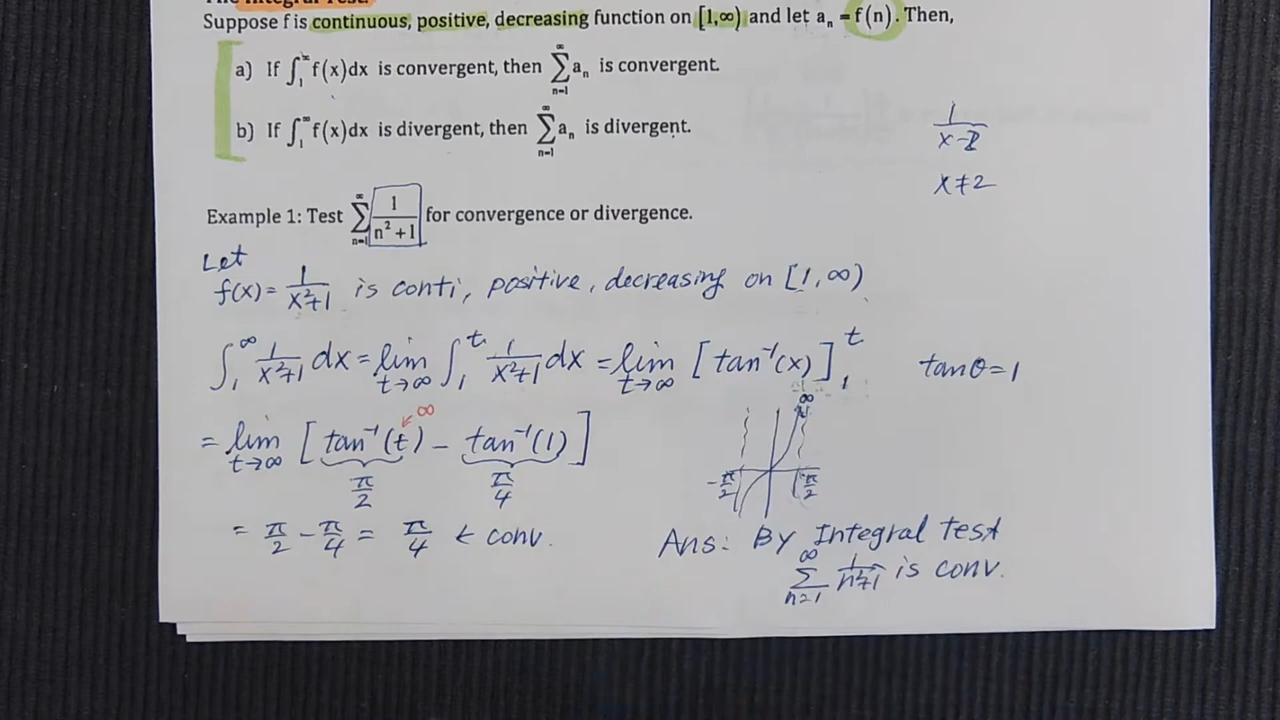 The Integral Test:
Suppose f is continuous, positive, decreasing function on [1,∞) and let aₙ = f(n). Then,
a) If ∫₁^∞ f(x)dx is convergent, then ∑_{n=1}^∞ aₙ is convergent.
b) If ∫₁^∞ f(x)dx is divergent, then ∑_{n=1}^∞ aₙ is divergent.
1/(x-2)
x≠2
Example 1: Test ∑_{n=1}^∞ 1/(n²+1) for convergence or divergence.
Let
f(x)= 1/(x²+1) is conti, positive, decreasing on [1,∞)
∫₁^∞ 1/(x²+1) dx = lim_{t→∞} ∫₁^t 1/(x²+1) dx = lim_{t→∞} [tan⁻¹(x)]₁^t
tanθ=1
= lim_{t→∞} [tan⁻¹(t) - tan⁻¹(1)]
∞
π/2 π/4
∞
-π/2 π/2
= π/2 - π/4 = π/4 ← conv.
Ans: By Integral test
∑_{n=1}^∞ 1/(n²+1) is conv.